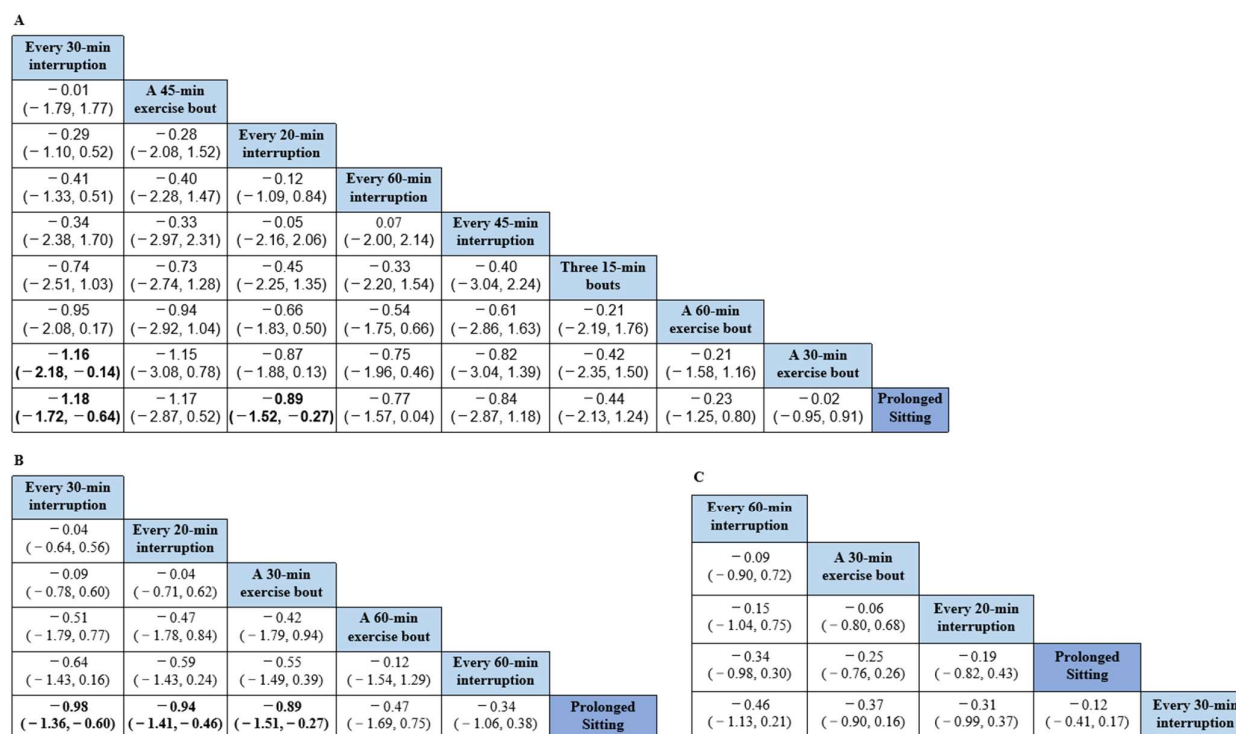 A
Every 30-min
interruption
−0.01
(−1.79, 1.77)
A 45-min
exercise bout
−0.29
(−1.10, 0.52)
−0.28
(−2.08, 1.52)
Every 20-min
interruption
−0.41
(−1.33, 0.51)
−0.40
(−2.28, 1.47)
−0.12
(−1.09, 0.84)
Every 60-min
interruption
−0.34
(−2.38, 1.70)
−0.33
(−2.97, 2.31)
−0.05
(−2.16, 2.06)
0.07
(−2.00, 2.14)
Every 45-min
interruption
−0.74
(−2.51, 1.03)
−0.73
(−2.74, 1.28)
−0.45
(−2.25, 1.35)
−0.33
(−2.20, 1.54)
−0.40
(−3.04, 2.24)
Three 15-min
bouts
−0.95
(−2.08, 0.17)
−0.94
(−2.92, 1.04)
−0.66
(−1.83, 0.50)
−0.54
(−1.75, 0.66)
−0.61
(−2.86, 1.63)
−0.21
(−2.19, 1.76)
A 60-min
exercise bout
−1.16
(−2.18, −0.14)
−1.15
(−3.08, 0.78)
−0.87
(−1.88, 0.13)
−0.75
(−1.96, 0.46)
−0.82
(−3.04, 1.39)
−0.42
(−2.35, 1.50)
−0.21
(−1.58, 1.16)
A 30-min
exercise bout
−1.18
(−1.72, −0.64)
−1.17
(−2.87, 0.52)
−0.89
(−1.52, −0.27)
−0.77
(−1.57, 0.04)
−0.84
(−2.87, 1.18)
−0.44
(−2.13, 1.24)
−0.23
(−1.25, 0.80)
−0.02
(−0.95, 0.91)
Prolonged
Sitting
B
Every 30-min
interruption
−0.04
(−0.64, 0.56)
Every 20-min
interruption
−0.09
(−0.78, 0.60)
−0.04
(−0.71, 0.62)
A 30-min
exercise bout
−0.51
(−1.79, 0.77)
−0.47
(−1.78, 0.84)
−0.42
(−1.79, 0.94)
A 60-min
exercise bout
−0.64
(−1.43, 0.16)
−0.59
(−1.43, 0.24)
−0.55
(−1.49, 0.39)
−0.12
(−1.54, 1.29)
Every 60-min
interruption
−0.98
(−1.36, −0.60)
−0.94
(−1.41, −0.46)
−0.89
(−1.51, −0.27)
−0.47
(−1.69, 0.75)
−0.34
(−1.06, 0.38)
Prolonged
Sitting
C
Every 60-min
interruption
−0.09
(−0.90, 0.72)
A 30-min
exercise bout
−0.15
(−1.04, 0.75)
−0.06
(−0.80, 0.68)
Every 20-min
interruption
−0.34
(−0.98, 0.30)
−0.25
(−0.76, 0.26)
−0.19
(−0.82, 0.43)
Prolonged
Sitting
−0.46
(−1.13, 0.21)
−0.37
(−0.90, 0.16)
−0.31
(−0.99, 0.37)
−0.12
(−0.41, 0.17)
Every 30-min
interruption